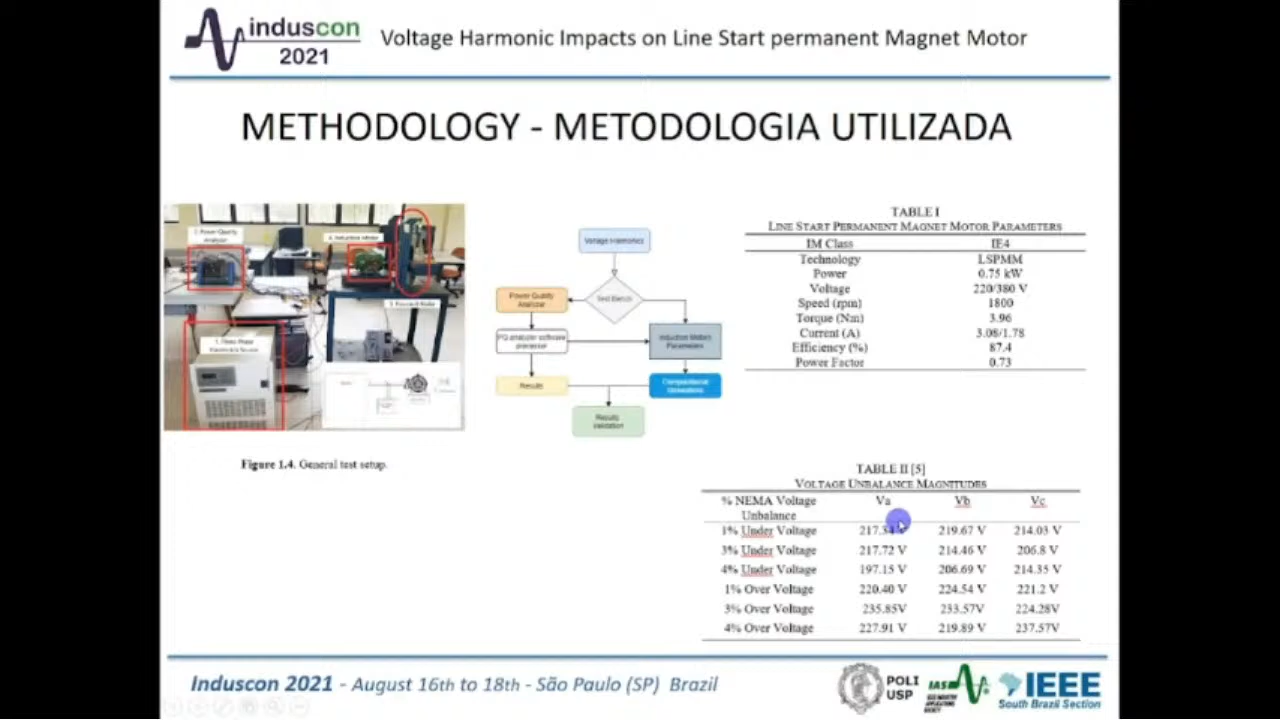 induscon
2021
Voltage Harmonic Impacts on Line Start permanent Magnet Motor
METHODOLOGY - METODOLOGIA UTILIZADA
2. Power Quality
Analyzer
Voltage Harmonics
Test Bench
Power Quality
Analyzer
PQ analyzer software
processor
Induction Motors
Parameters
Results
Computational
Results
Validation
Figure 1.4. General test setup.
TABLE I
LINE START PERMANENT MAGNET MOTOR PARAMETERS
IM Class IE4
Technology LSPMM
Power 0.75 kW
Voltage 220/380 V
Speed (rpm) 1800
Torque (Nm) 3.96
Current (A) 3.08/1.78
Efficiency (%) 87.4
Power Factor 0.73
TABLE II [5]
VOLTAGE UNBALANCE MAGNITUDES
% NEMA Voltage Unbalance Va Vb Vc
1% Under Voltage 219.67 V 214.03 V
3% Under Voltage 217.72 V 214.46 V 206.8 V
4% Under Voltage 197.15 V 206.69 V 214.35 V
1% Over Voltage 220.40 V 224.54 V 221.2 V
3% Over Voltage 235.85V 233.57V 224.28V
4% Over Voltage 227.91 V 219.89 V 237.57V
Induscon 2021 - August 16th to 18th - São Paulo (SP) Brazil
POLI
USP
IAS
IEEE
South Brazil Section